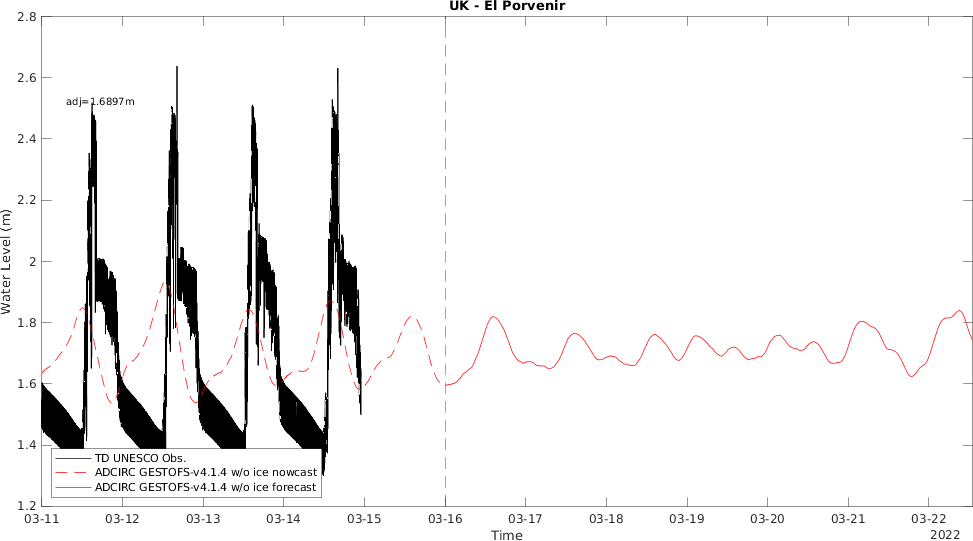 UK - El Porvenir
2.8
2.6
2.4
2.2
2
1.8
1.6
1.4
1.2
Water Level (m)
adj=1.6897m
TD UNESCO Obs.
ADCIRC GESTOFS-v4.1.4 w/o ice nowcast
ADCIRC GESTOFS-v4.1.4 w/o ice forecast
03-11 03-12 03-13 03-14 03-15 03-16 03-17 03-18 03-19 03-20 03-21 03-22
Time
2022